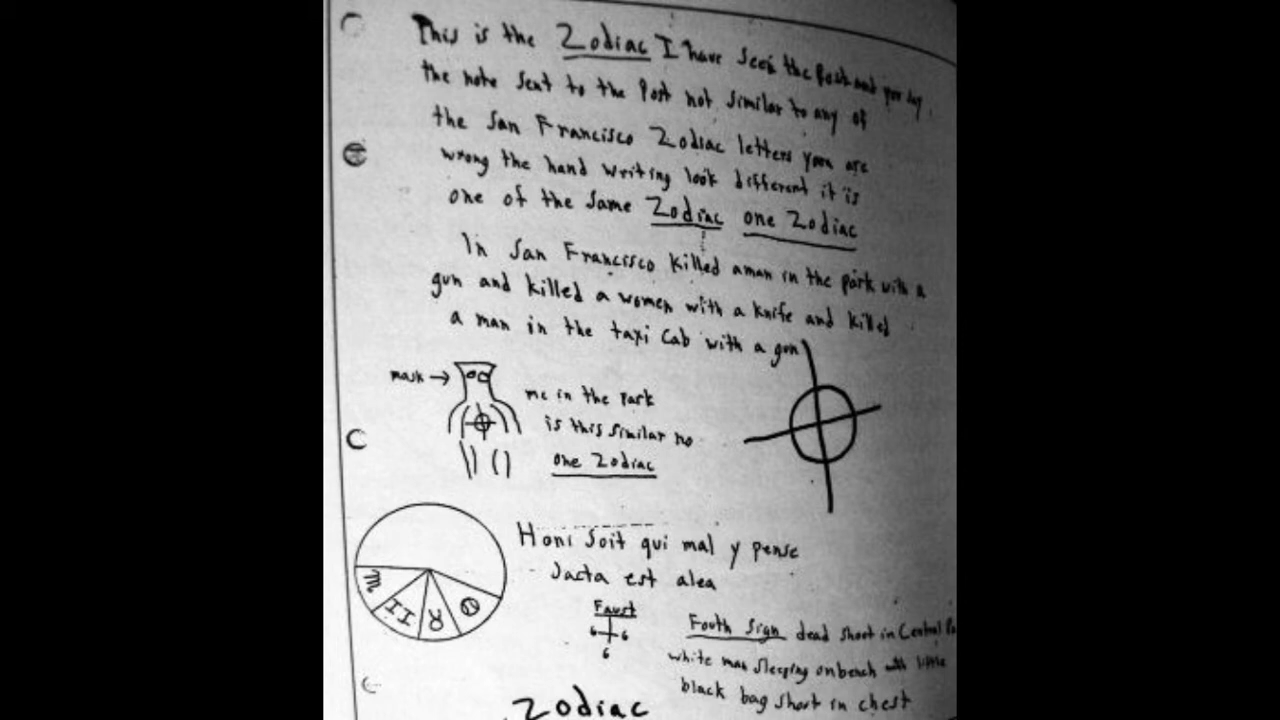 This is the Zodiac I have seen the Post and you say
the note sent to the Post not similar to any of
the San Francisco Zodiac letters you are
wrong the hand writing look different it is
one of the same Zodiac one Zodiac
In San Francisco killed a man in the park with a
gun and killed a women with a knife and killed
a man in the taxi cab with a gun
mask →
me in the park
is this similar no
one Zodiac
Honi soit qui mal y pense
Jacta est alea
Faust
6 6
6
Fouth Sign dead shoot in Central
white man sleeping on bench with little
black bag shoot in chest
Zodiac